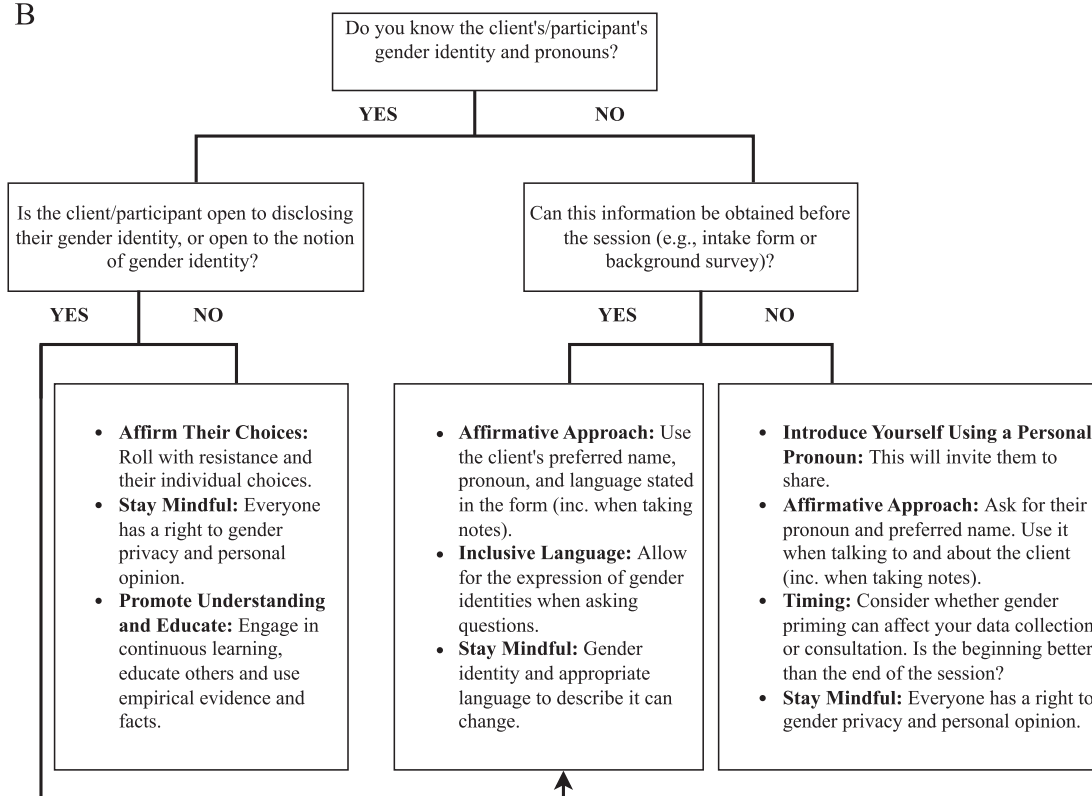 B
Do you know the client's/participant's
gender identity and pronouns?
YES
NO
Is the client/participant open to disclosing
their gender identity, or open to the notion
of gender identity?
Can this information be obtained before
the session (e.g., intake form or
background survey)?
YES
NO
YES
NO
• Affirm Their Choices:
Roll with resistance and
their individual choices.
• Stay Mindful: Everyone
has a right to gender
privacy and personal
opinion.
• Promote Understanding
and Educate: Engage in
continuous learning,
educate others and use
empirical evidence and
facts.
• Affirmative Approach: Use
the client's preferred name,
pronoun, and language stated
in the form (inc. when taking
notes).
• Inclusive Language: Allow
for the expression of gender
identities when asking
questions.
• Stay Mindful: Gender
identity and appropriate
language to describe it can
change.
• Introduce Yourself Using a Personal
Pronoun: This will invite them to
share.
• Affirmative Approach: Ask for their
pronoun and preferred name. Use it
when talking to and about the client
(inc. when taking notes).
• Timing: Consider whether gender
priming can affect your data collection
or consultation. Is the beginning better
than the end of the session?
• Stay Mindful: Everyone has a right to
gender privacy and personal opinion.